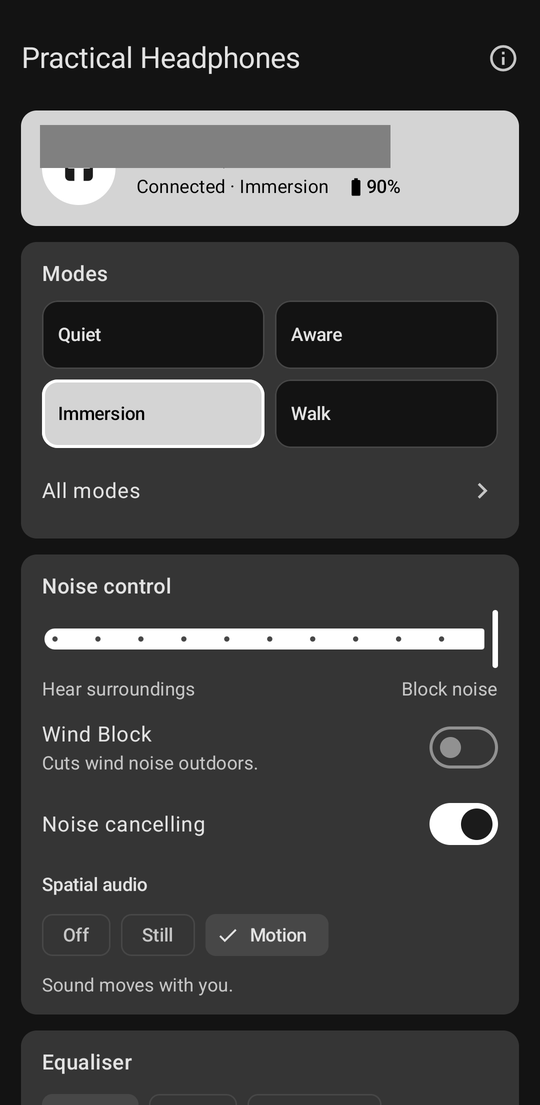 Practical Headphones
Connected · Immersion 90%
Modes
Quiet
Aware
Immersion
Walk
All modes
Noise control
Hear surroundings
Block noise
Wind Block
Cuts wind noise outdoors.
Noise cancelling
Spatial audio
Off
Still
Motion
Sound moves with you.
Equaliser